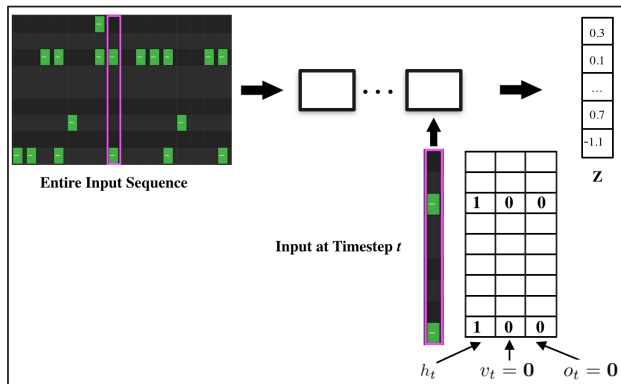 0.3
0.1
...
0.7
-1.1
Z
Entire Input Sequence
. . .
1 0 0
Input at Timestep t
1 0 0
h_t v_t = 0 o_t = 0